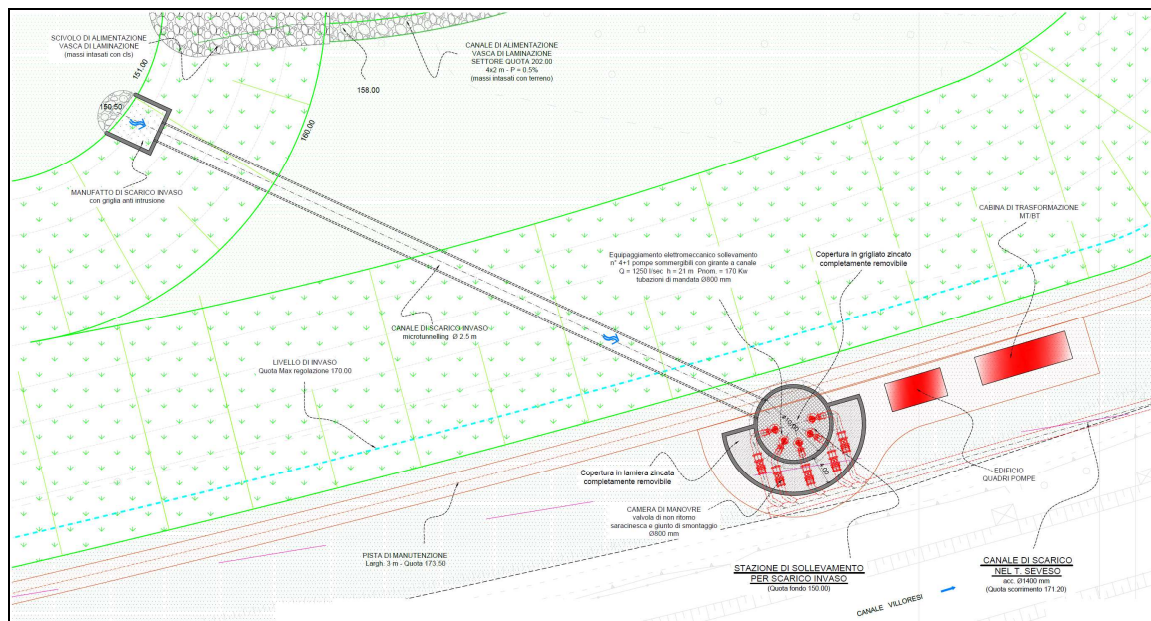 SCIVOLO DI ALIMENTAZIONE
VASCA DI LAMINAZIONE
(massi intasati con cls)
CANALE DI ALIMENTAZIONE
VASCA DI LAMINAZIONE
SETTORE QUOTA 202.00
4x2 m - P = 0.5%
(massi intasati con terreno)
151.00
158.00
150.50
160.00
MANUFATTO DI SCARICO INVASO
con griglia anti intrusione
CABINA DI TRASFORMAZIONE
MT/BT
Equipaggiamento elettromeccanico sollevamento
n° 4+1 pompe sommergibili con girante a canale
Q = 1250 l/sec h = 21 m Pnom. = 170 Kw
tubazioni di mandata Ø800 mm
Copertura in grigliato zincato
completamente removibile
CANALE DI SCARICO INVASO
microtunnelling Ø 2.5 m
LIVELLO DI INVASO
Quota Max regolazione 170.00
4.00
Copertura in lamiera zincata
completamente removibile
EDIFICIO
QUADRI POMPE
CAMERA DI MANOVRE
valvola di non ritorno
saracinesca e giunto di smontaggio
Ø800 mm
PISTA DI MANUTENZIONE
Largh. 3 m - Quota 173.50
STAZIONE DI SOLLEVAMENTO
PER SCARICO INVASO
(Quota fondo 150.00)
CANALE DI SCARICO
NEL T. SEVESO
acc. Ø1400 mm
(Quota scorrimento 171.20)
CANALE VILLORESI